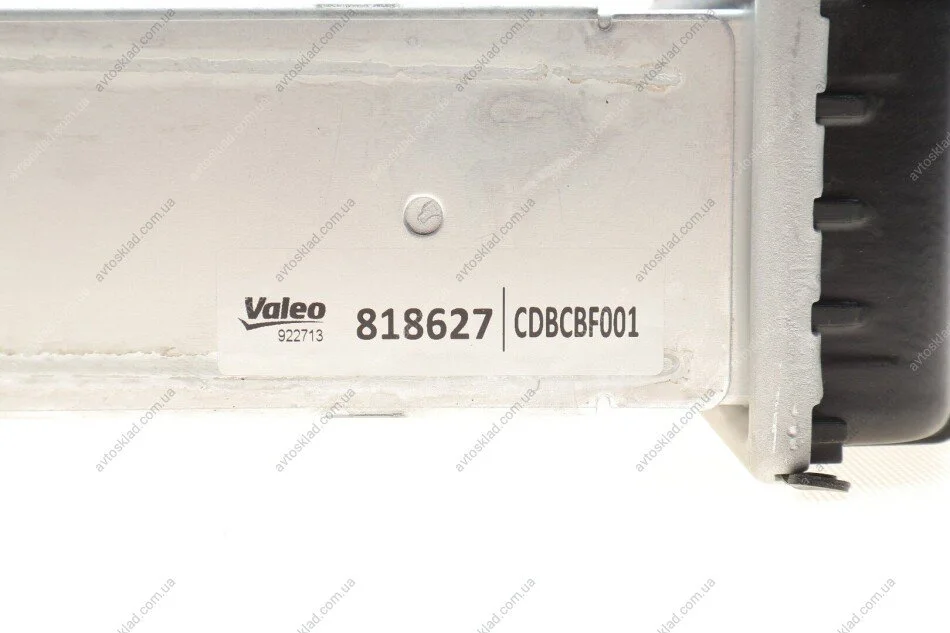 Valeo
922713
818627
CDBCBF001
avtosklad.com.ua